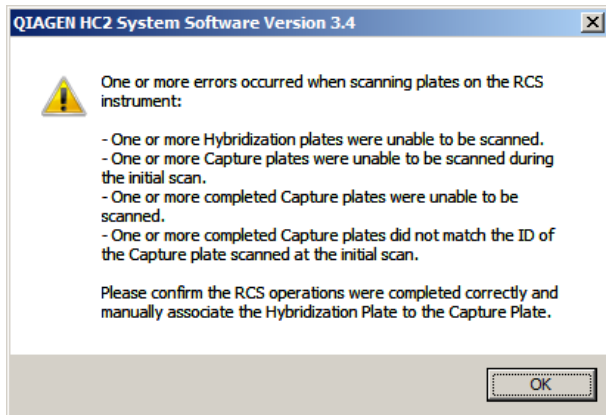 QIAGEN HC2 System Software Version 3.4
One or more errors occurred when scanning plates on the RCS
instrument:
- One or more Hybridization plates were unable to be scanned.
- One or more Capture plates were unable to be scanned during
the initial scan.
- One or more completed Capture plates were unable to be
scanned.
- One or more completed Capture plates did not match the ID of
the Capture plate scanned at the initial scan.
Please confirm the RCS operations were completed correctly and
manually associate the Hybridization Plate to the Capture Plate.
OK